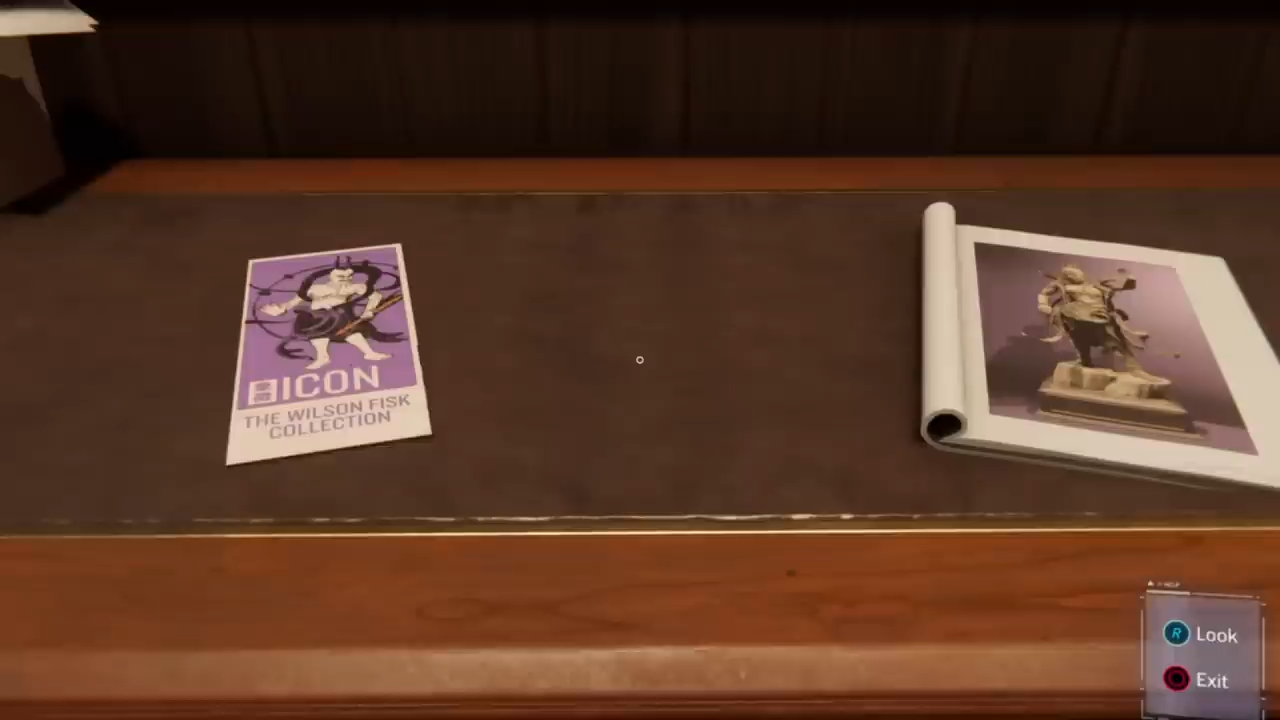 ICON
THE WILSON FISK
COLLECTION
R Look
Exit